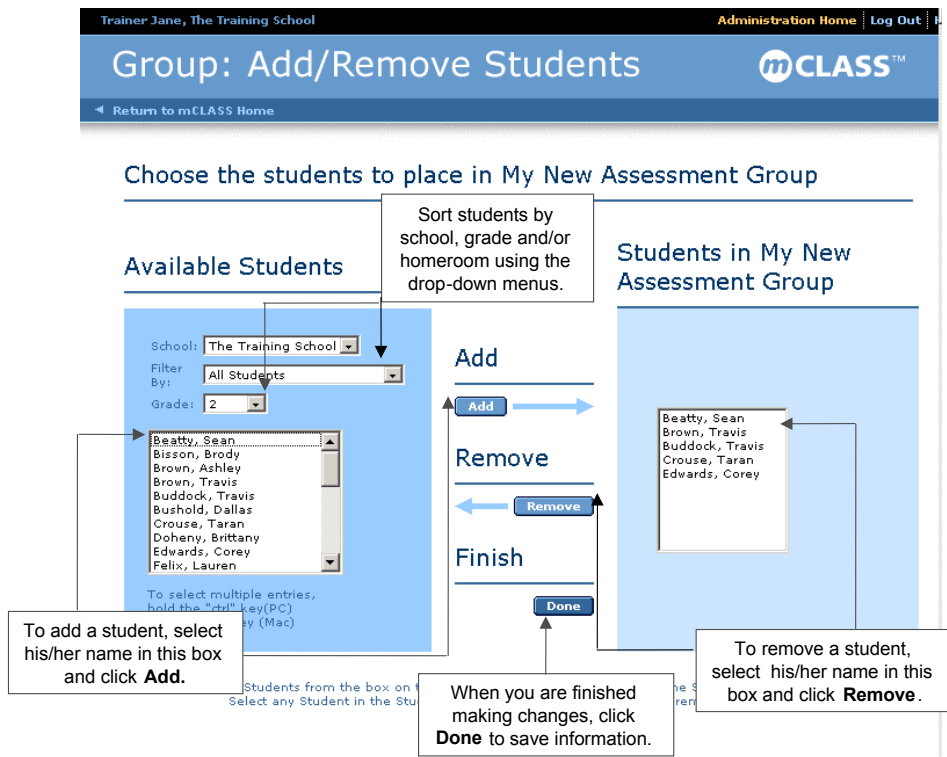 Trainer Jane, The Training School
Administration Home Log Out
Group: Add/Remove Students
mCLASS™
Return to mCLASS Home
Choose the students to place in My New Assessment Group
Sort students by
school, grade and/or
homeroom using the
drop-down menus.
Available Students
School: The Training School
Filter
By: All Students
Grade: 2
Beatty, Sean
Bisson, Brody
Brown, Ashley
Brown, Travis
Buddock, Travis
Bushold, Dallas
Crouse, Taran
Doheny, Brittany
Edwards, Corey
Felix, Lauren
To select multiple entries,
hold the "ctrl" key(PC)
(Mac)
Add
Add
Remove
Remove
Finish
Done
Students in My New
Assessment Group
Beatty, Sean
Brown, Travis
Buddock, Travis
Crouse, Taran
Edwards, Corey
To add a student, select
his/her name in this box
and click Add.
When you are finished
making changes, click
Done to save information.
To remove a student,
select his/her name in this
box and click Remove.
Students from the box on
Select any Student in the